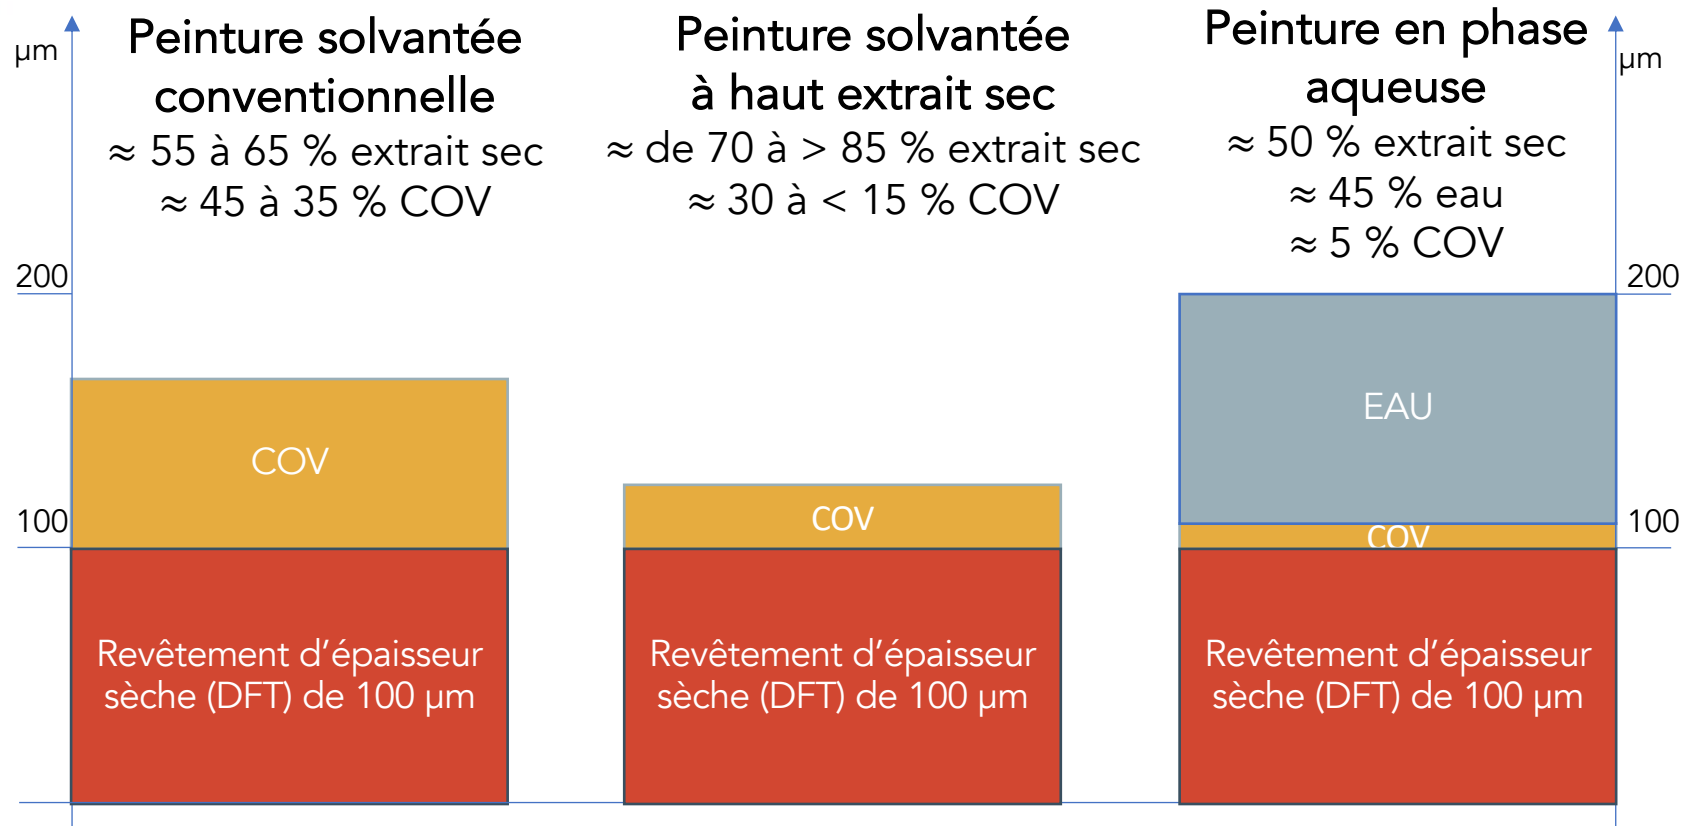 µm
Peinture solvantée
conventionnelle
≈ 55 à 65 % extrait sec
≈ 45 à 35 % COV
Peinture solvantée
à haut extrait sec
≈ de 70 à > 85 % extrait sec
≈ 30 à < 15 % COV
Peinture en phase
aqueuse
≈ 50 % extrait sec
≈ 45 % eau
≈ 5 % COV
µm
200
200
COV
COV
EAU
COV
100
100
Revêtement d’épaisseur
sèche (DFT) de 100 µm
Revêtement d’épaisseur
sèche (DFT) de 100 µm
Revêtement d’épaisseur
sèche (DFT) de 100 µm